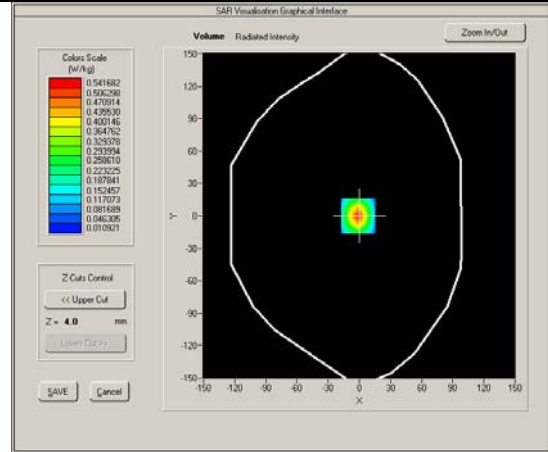 SAR Visualisation Graphical Interface
Volume Radiated Intensity
Zoom In/Out
Colors Scale
(W/kg)
0.541682
0.506298
0.470914
0.435530
0.400146
0.364762
0.329378
0.293994
0.258610
0.223225
0.187841
0.152457
0.117073
0.081689
0.046305
0.010921
Z-Cuts Control
<< Upper Cut
Z = 4.0 mm
Lower Cut >>
SAVE Cancel
150
120
90
60
30
0
-30
-60
-90
-120
-150
Y
-150 -120 -90 -60 -30 0 30 60 90 120 150
X